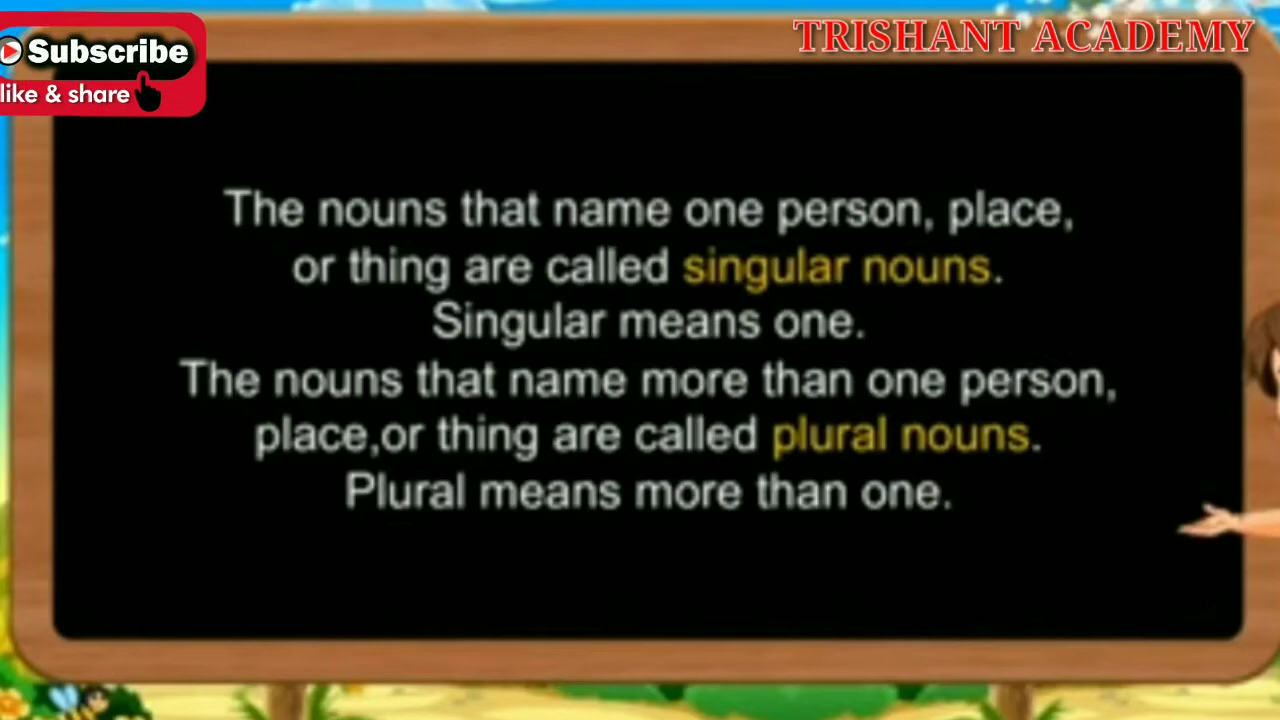 Subscribe
like & share
TRISHANT ACADEMY
The nouns that name one person, place,
or thing are called singular nouns.
Singular means one.
The nouns that name more than one person,
place,or thing are called plural nouns.
Plural means more than one.